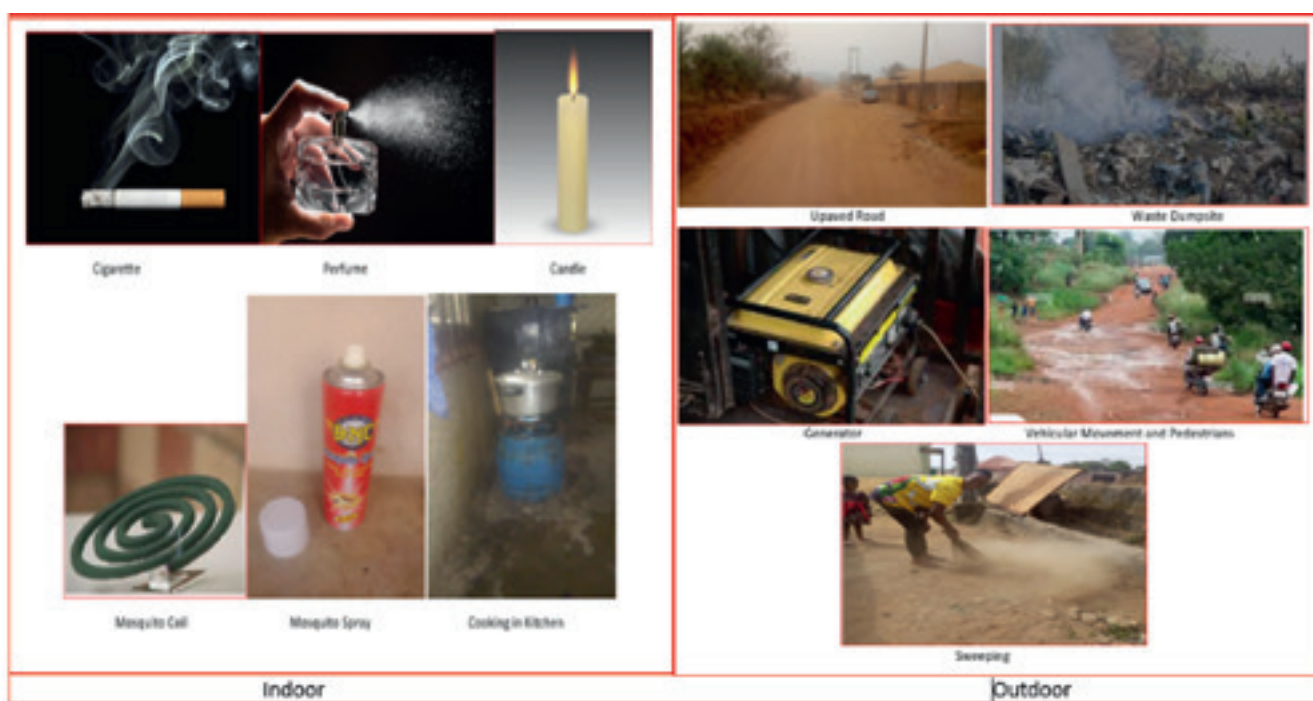 Cigarette Perfume Candle
Mosquito Coil Mosquito Spray Cooking in Kitchen
Indoor
Upaved Road Waste Dumpsite
Generator Vehicular Movement and Pedestrians
Sweeping
Outdoor